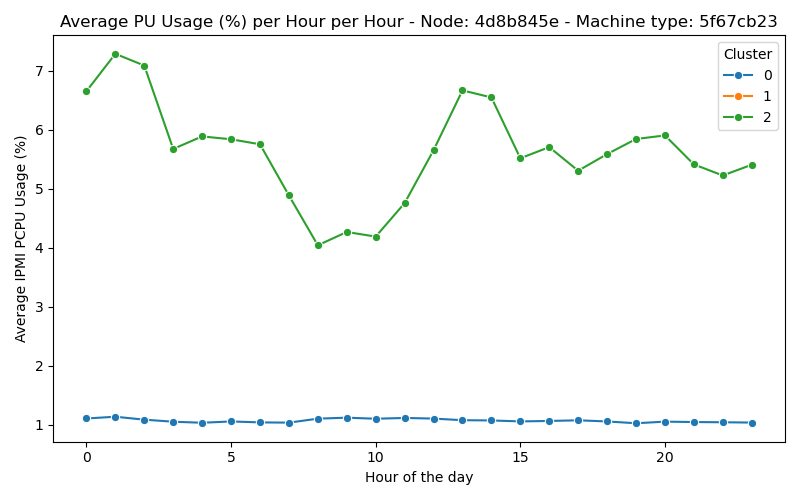 Average PU Usage (%) per Hour per Hour - Node: 4d8b845e - Machine type: 5f67cb23
Cluster
0
1
2
7
6
5
4
3
2
1
Average IPMI PCPU Usage (%)
0 5 10 15 20
Hour of the day